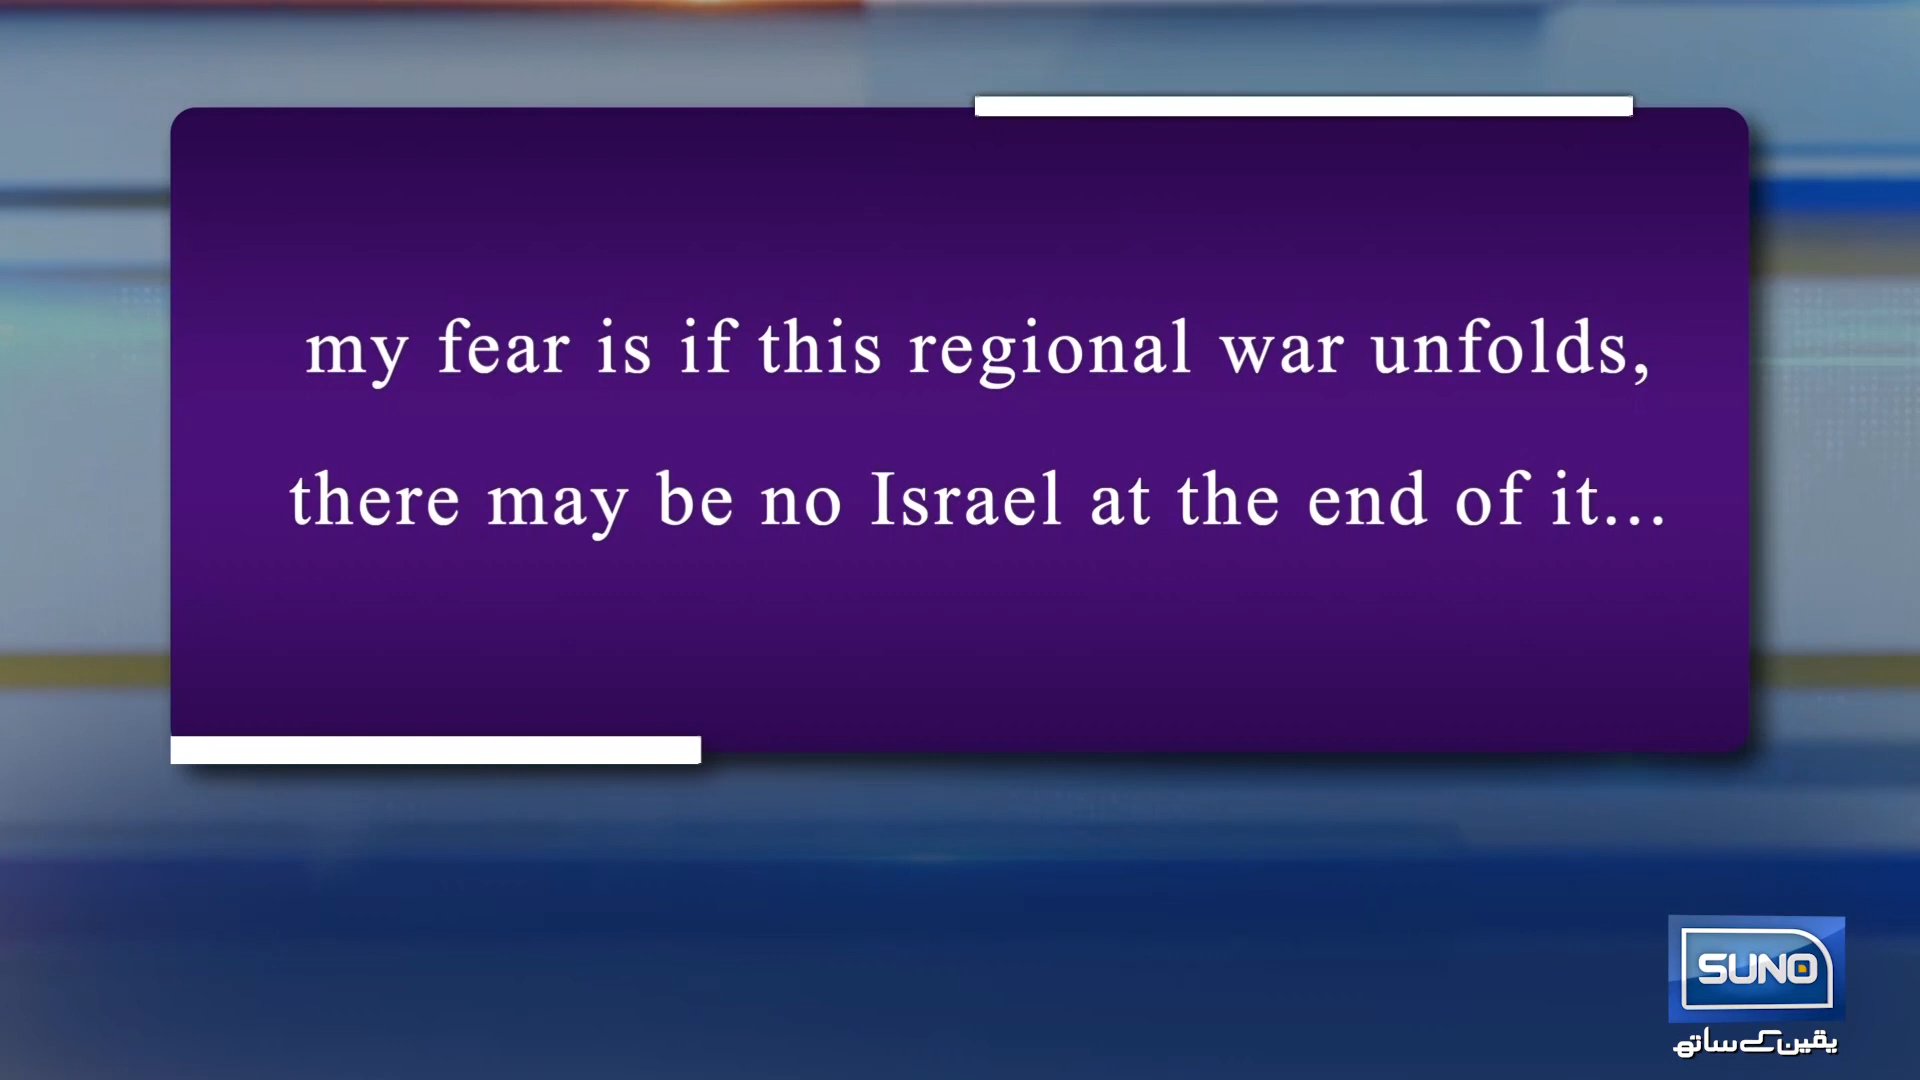 my fear is if this regional war unfolds,
there may be no Israel at the end of it...
SUNO
یقین کے ساتھ